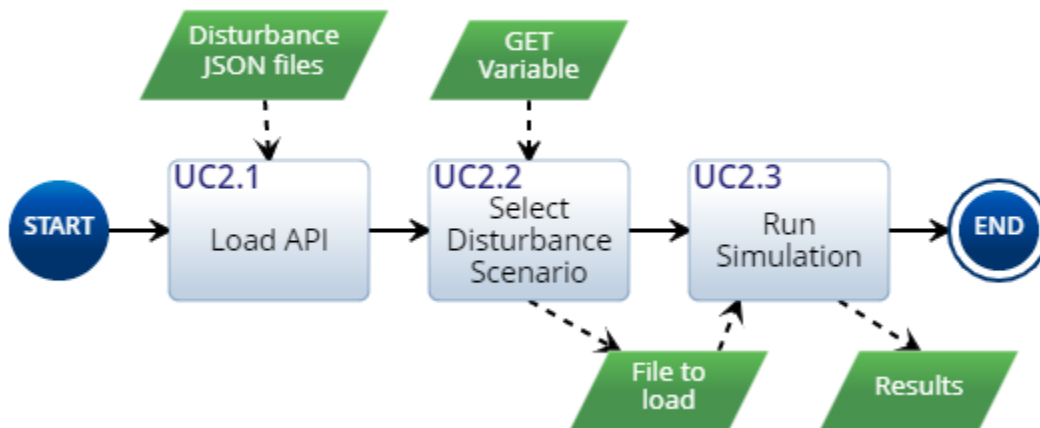 Disturbance
JSON files
GET
Variable
START
UC2.1
Load API
UC2.2
Select
Disturbance
Scenario
UC2.3
Run
Simulation
END
File to
load
Results